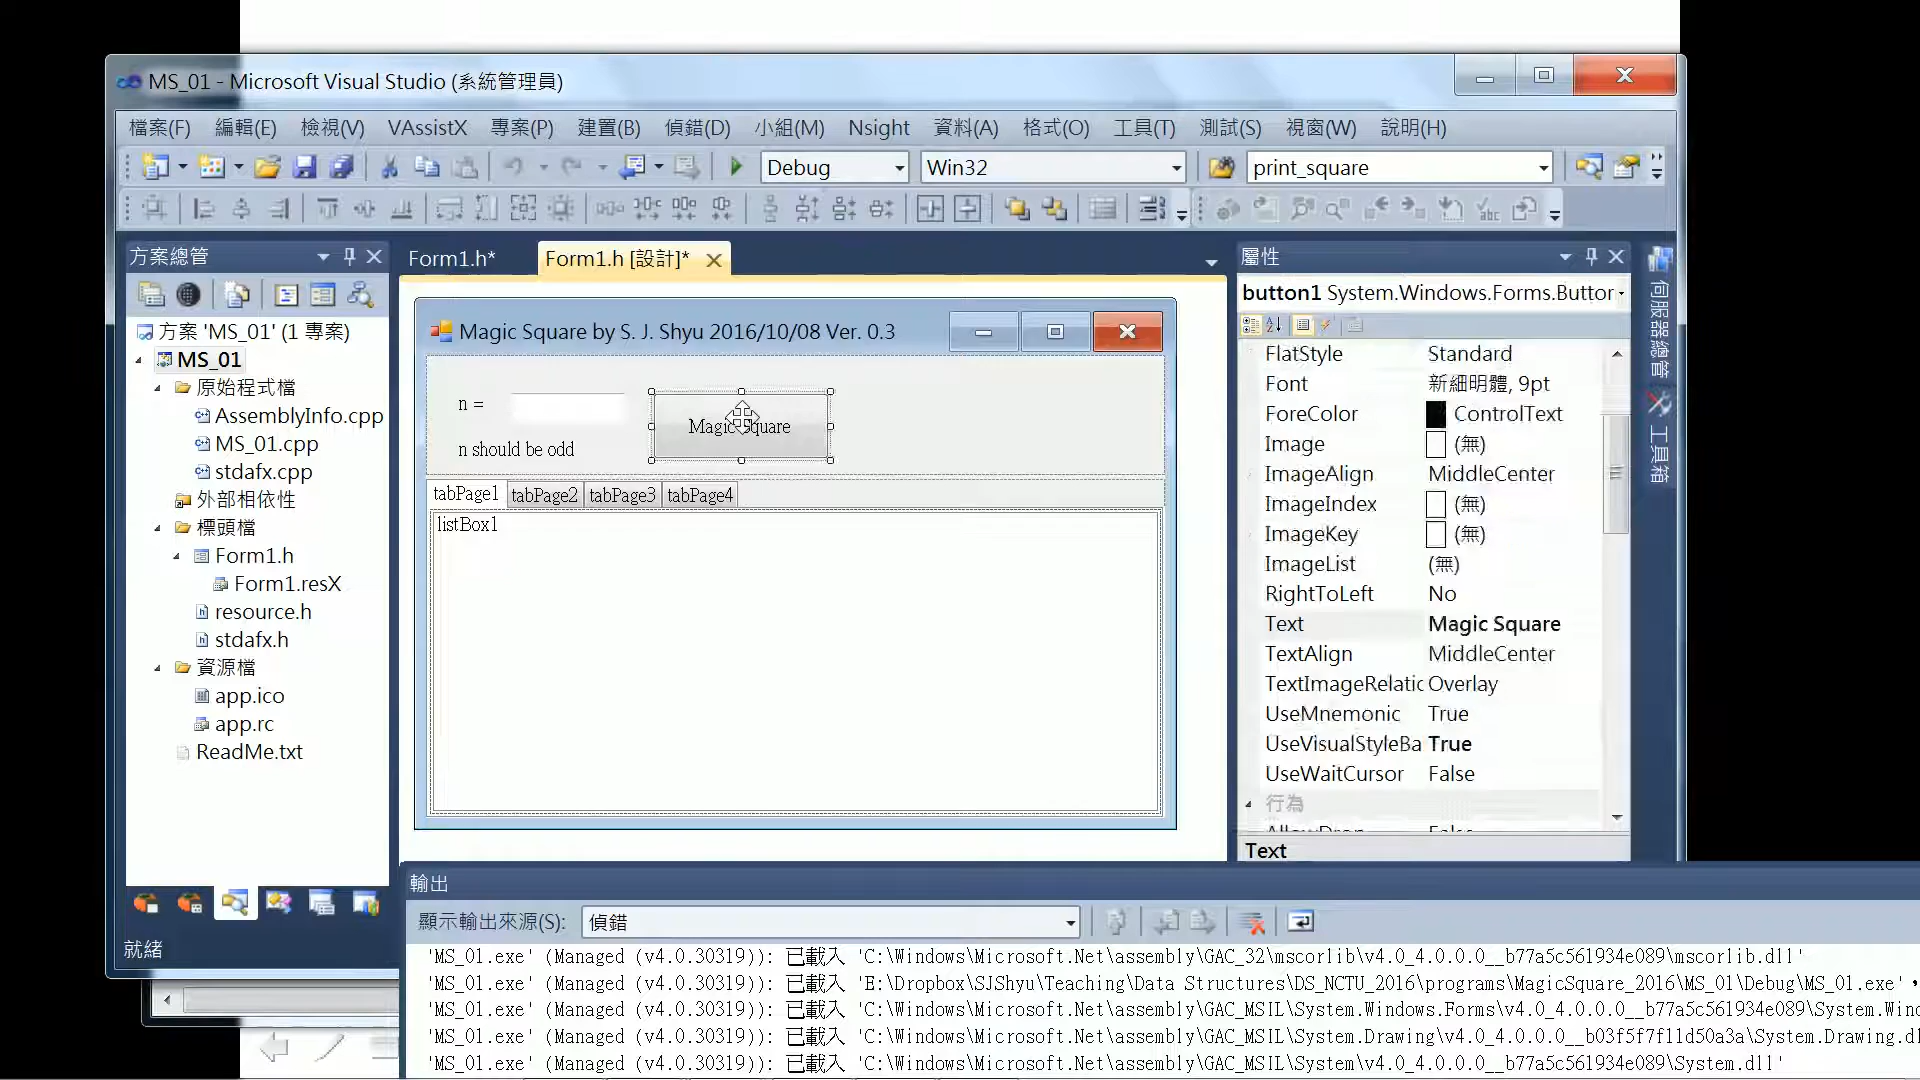 MS_01 - Microsoft Visual Studio (系統管理員)
檔案(F) 編輯(E) 檢視(V) VAssistX 專案(P) 建置(B) 偵錯(D) 小組(M) Nsight 資料(A) 格式(O) 工具(T) 測試(S) 視窗(W) 說明(H)
Debug Win32 print_square
方案總管
方案 'MS_01' (1 專案)
MS_01
原始程式檔
AssemblyInfo.cpp
MS_01.cpp
stdafx.cpp
外部相依性
標頭檔
Form1.h
Form1.resX
resource.h
stdafx.h
資源檔
app.ico
app.rc
ReadMe.txt
就緒
Form1.h* Form1.h [設計]*
Magic Square by S. J. Shyu 2016/10/08 Ver. 0.3
n =
Magic Square
n should be odd
tabPage1 tabPage2 tabPage3 tabPage4
listBox1
屬性
button1 System.Windows.Forms.Button
FlatStyle Standard
Font 新細明體, 9pt
ForeColor ControlText
Image (無)
ImageAlign MiddleCenter
ImageIndex (無)
ImageKey (無)
ImageList (無)
RightToLeft No
Text Magic Square
TextAlign MiddleCenter
TextImageRelatic Overlay
UseMnemonic True
UseVisualStyleBa True
UseWaitCursor False
行為
AllowDrop False
Text
伺服器總管
工具箱
輸出
顯示輸出來源(S): 偵錯
'MS_01.exe' (Managed (v4.0.30319)): 已載入 'C:\Windows\Microsoft.Net\assembly\GAC_32\mscorlib\v4.0_4.0.0.0__b77a5c561934e089\mscorlib.dll'
'MS_01.exe' (Managed (v4.0.30319)): 已載入 'E:\Dropbox\SJShyu\Teaching\Data Structures\DS_NCTU_2016\programs\MagicSquare_2016\MS_01\Debug\MS_01.exe'，
'MS_01.exe' (Managed (v4.0.30319)): 已載入 'C:\Windows\Microsoft.Net\assembly\GAC_MSIL\System.Windows.Forms\v4.0_4.0.0.0__b77a5c561934e089\System.Wind
'MS_01.exe' (Managed (v4.0.30319)): 已載入 'C:\Windows\Microsoft.Net\assembly\GAC_MSIL\System.Drawing\v4.0_4.0.0.0__b03f5f7f11d50a3a\System.Drawing.dl
'MS_01.exe' (Managed (v4.0.30319)): 已載入 'C:\Windows\Microsoft.Net\assembly\GAC_MSIL\System\v4.0_4.0.0.0__b77a5c561934e089\System.dll'